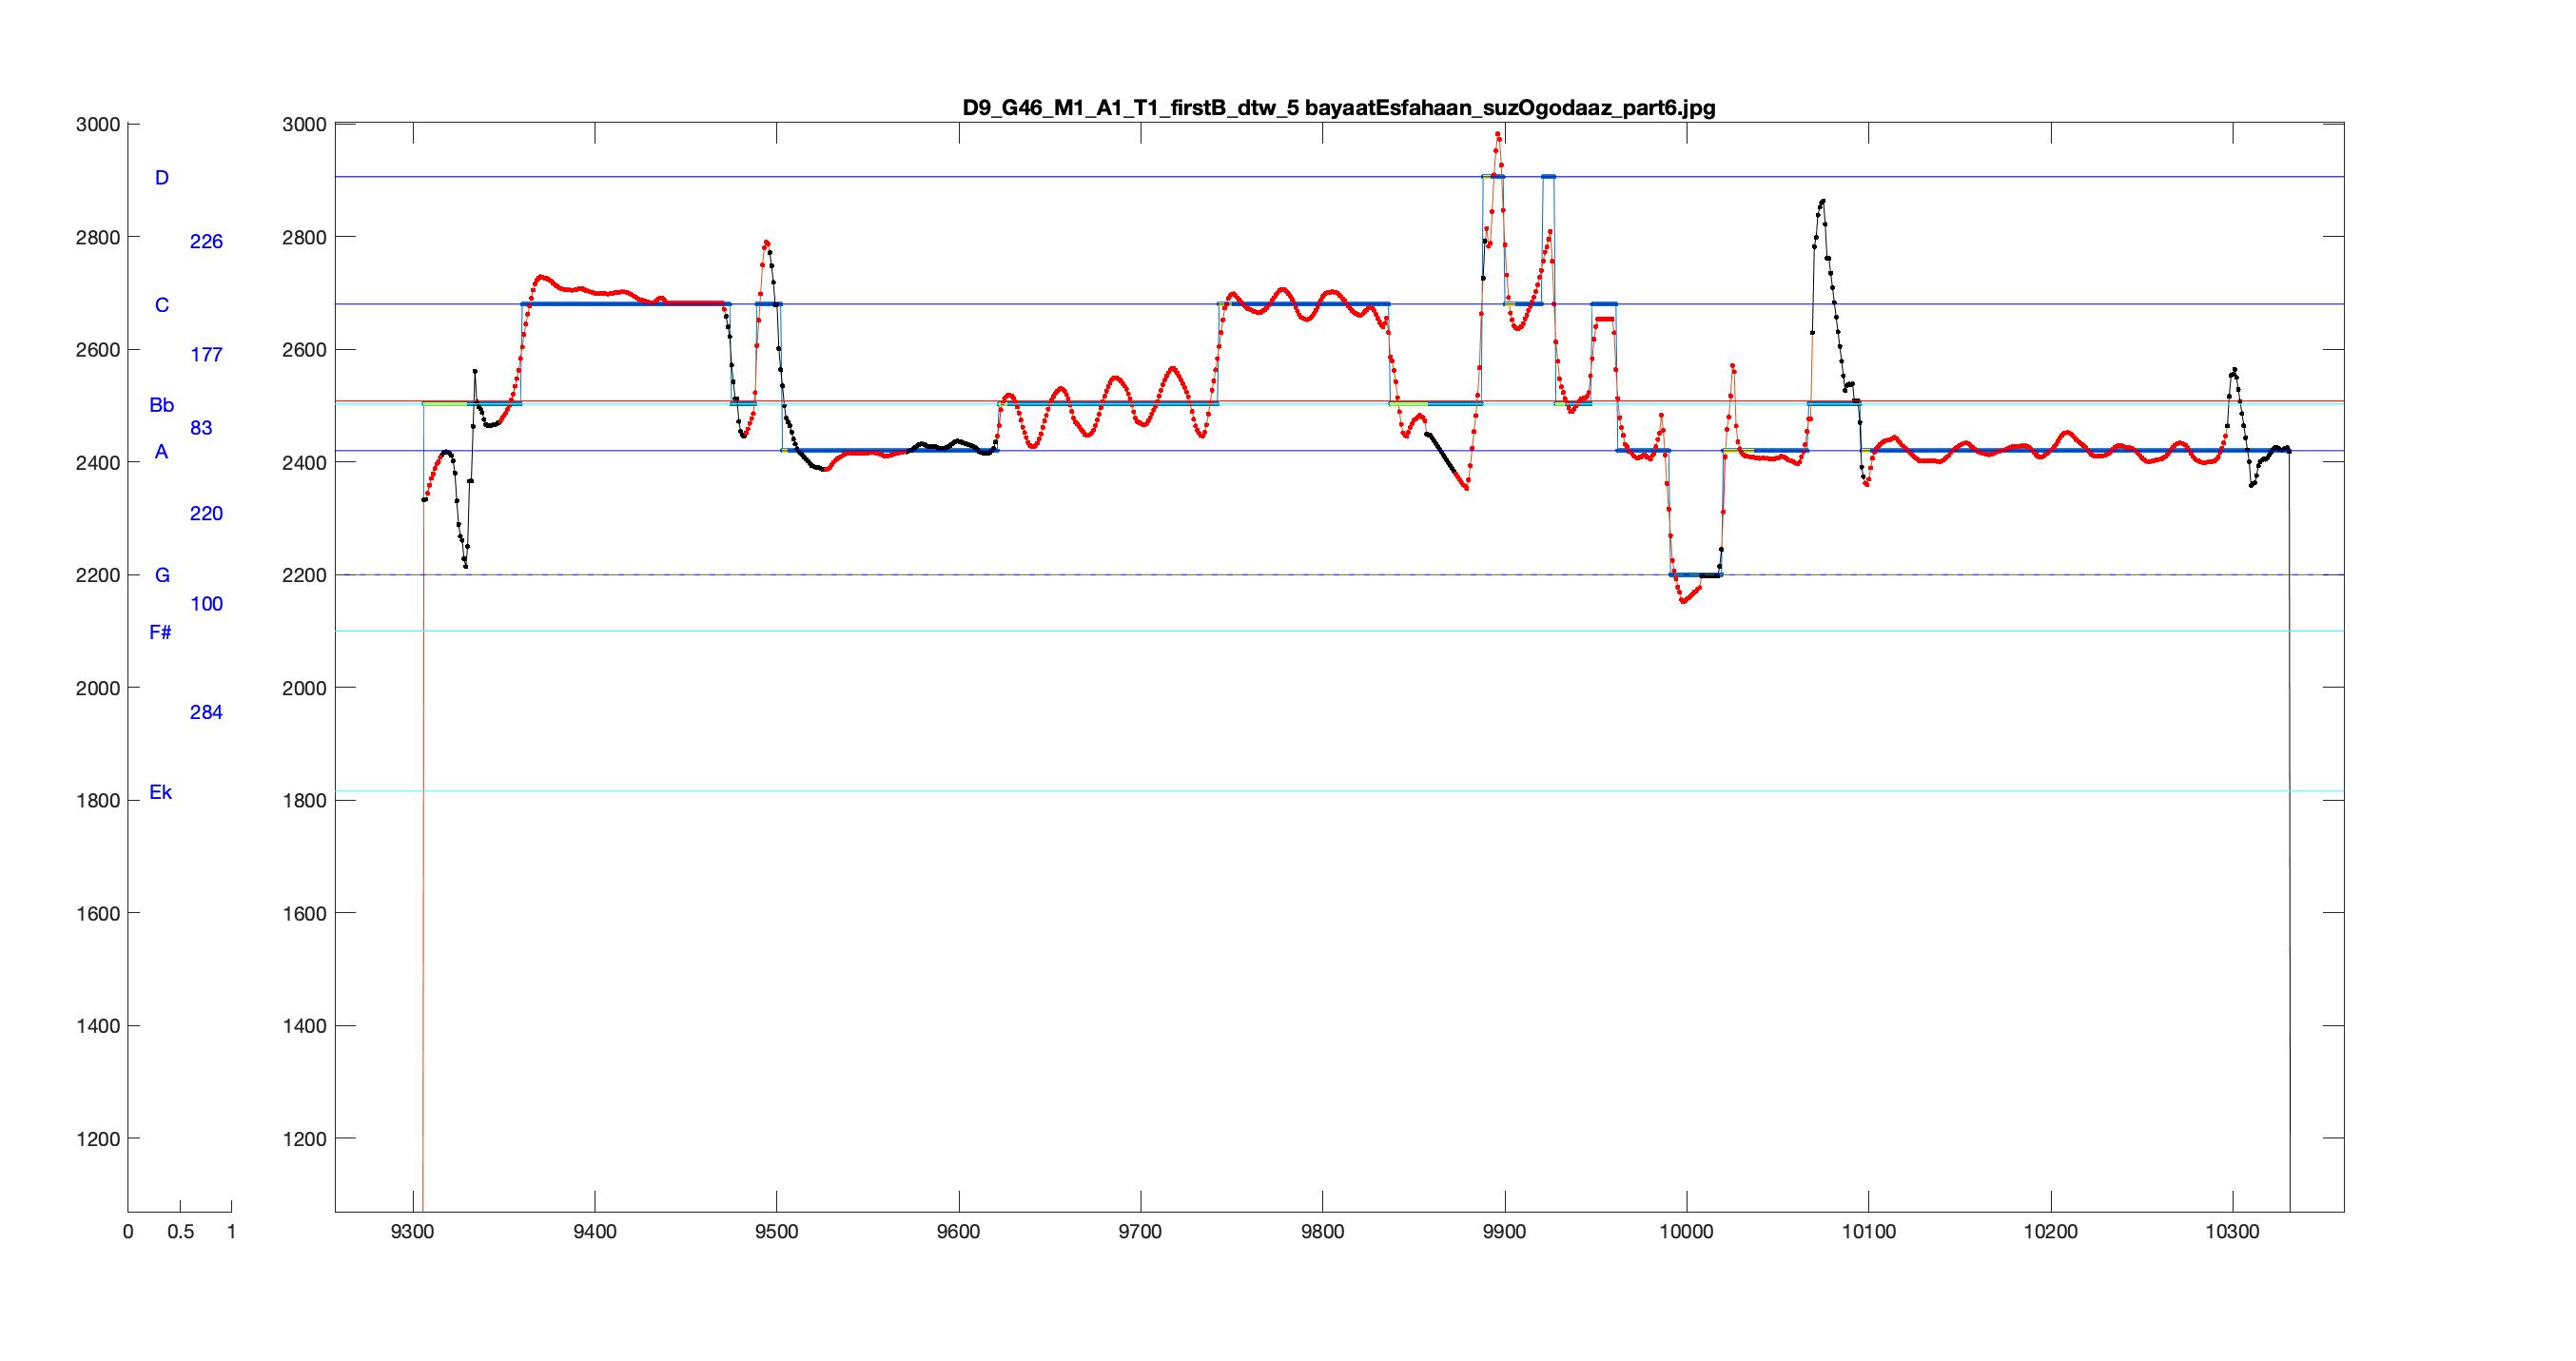 D9_G46_M1_A1_T1_firstB_dtw_5 bayaatEsfahaan_suzOgodaaz_part6.jpg
3000 3000
D
2800 226 2800
C
2600 177 2600
Bb
83
2400 A 2400
220
2200 G 2200
100
F#
2000 2000
284
1800 Ek 1800
1600 1600
1400 1400
1200 1200
0 0.5 1 9300 9400 9500 9600 9700 9800 9900 10000 10100 10200 10300